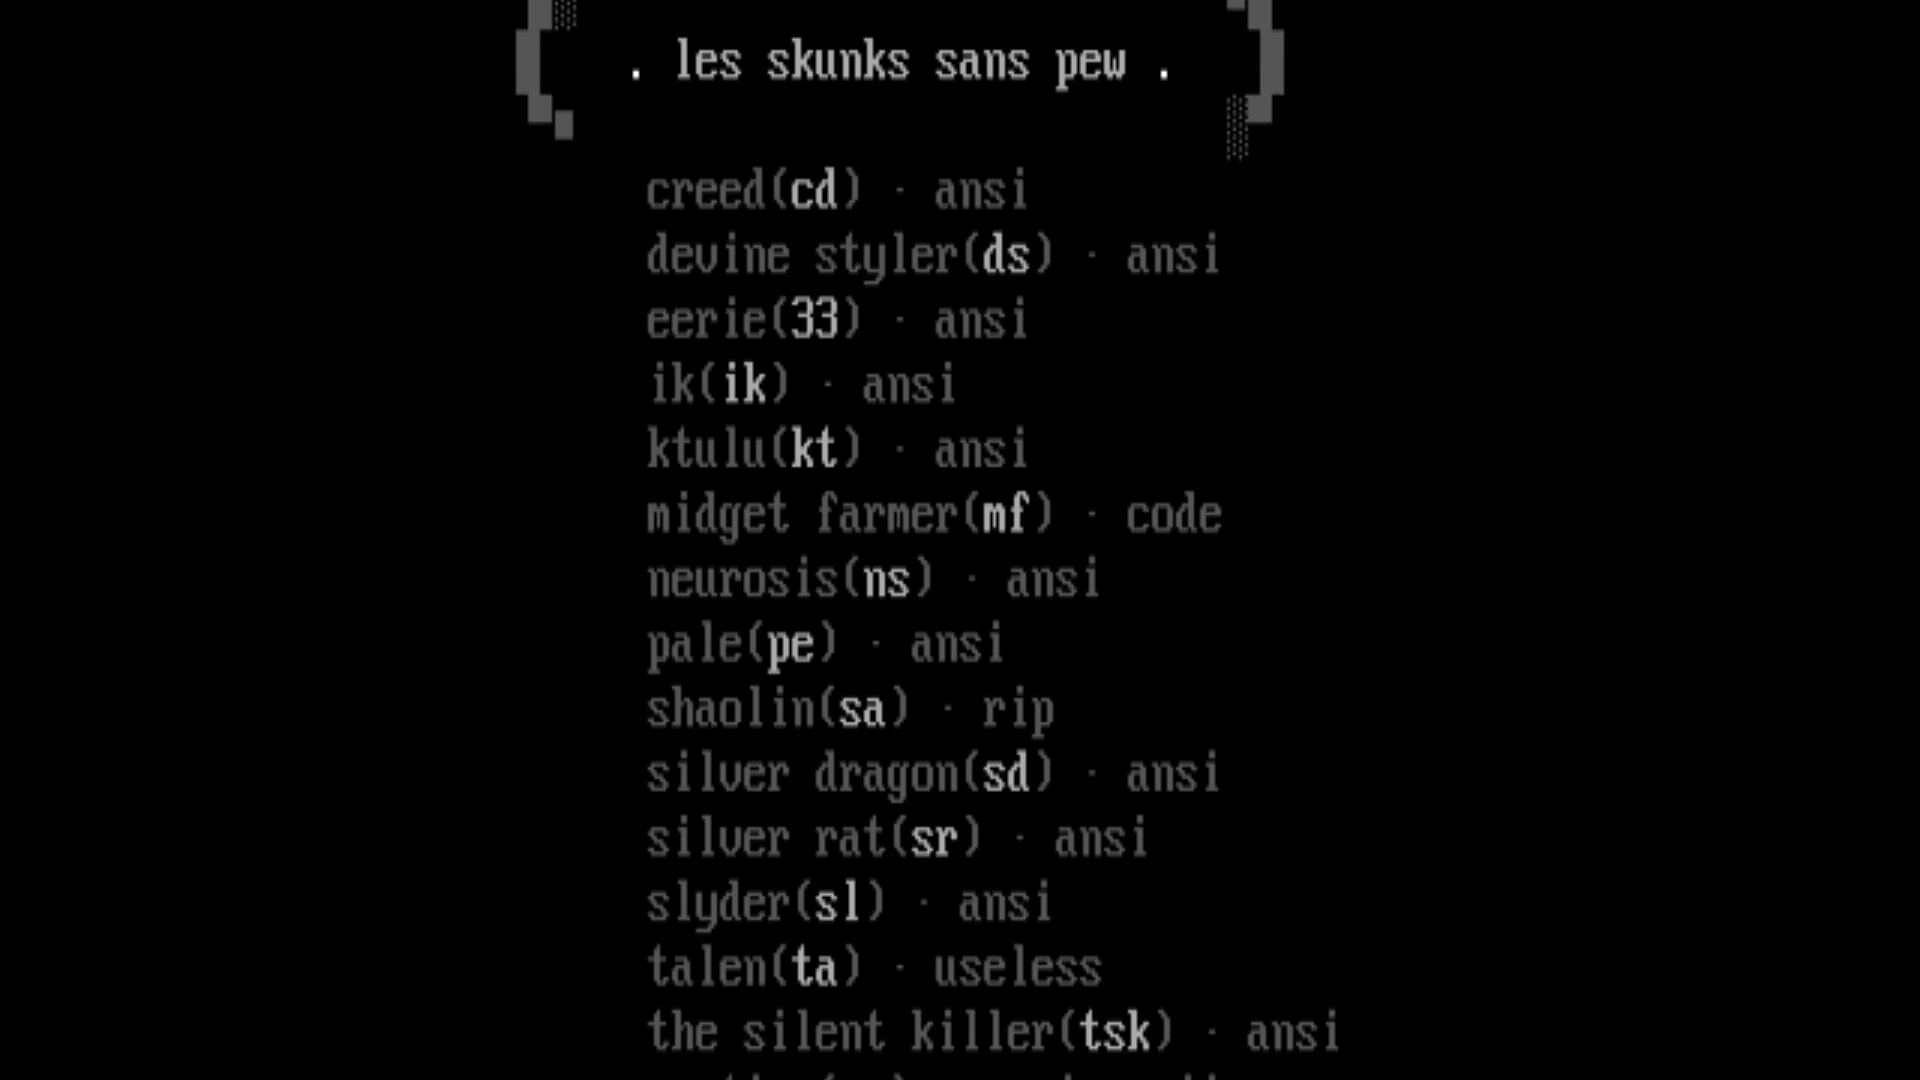 . les skunks sans pew .
creed(cd) · ansi
devine styler(ds) · ansi
eerie(33) · ansi
ik(ik) · ansi
ktulu(kt) · ansi
midget farmer(mf) · code
neurosis(ns) · ansi
pale(pe) · ansi
shaolin(sa) · rip
silver dragon(sd) · ansi
silver rat(sr) · ansi
slyder(sl) · ansi
talen(ta) · useless
the silent killer(tsk) · ansi